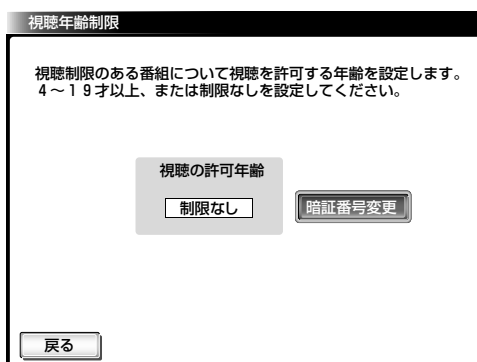 視聴年齢制限
視聴制限のある番組について視聴を許可する年齢を設定します。
4～19才以上、または制限なしを設定してください。
視聴の許可年齢
制限なし
暗証番号変更
戻る